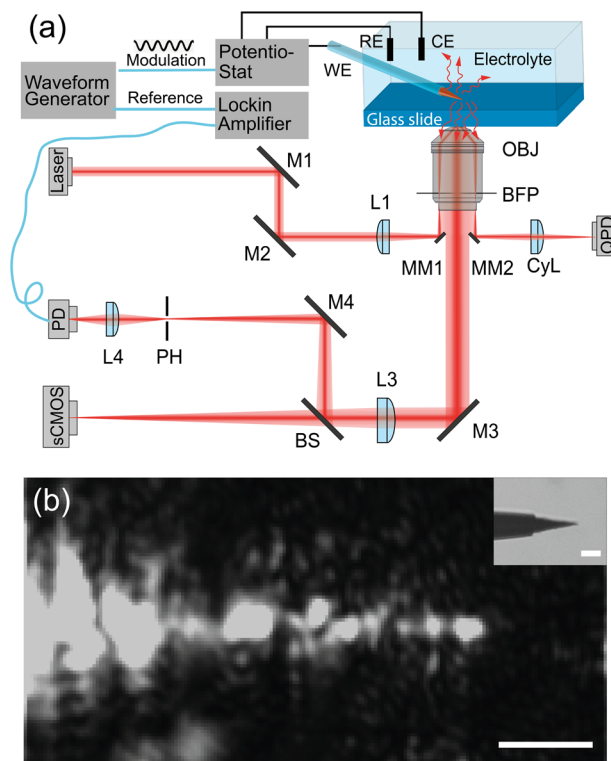 (a)
Modulation
Waveform
Generator
Reference
Potentio-
Stat
Lockin
Amplifier
RE
CE
WE
Electrolyte
Glass slide
OBJ
BFP
Laser
M1
M2
L1
MM1
MM2
CyL
QPD
PD
L4
PH
M4
L3
sCMOS
BS
M3
(b)